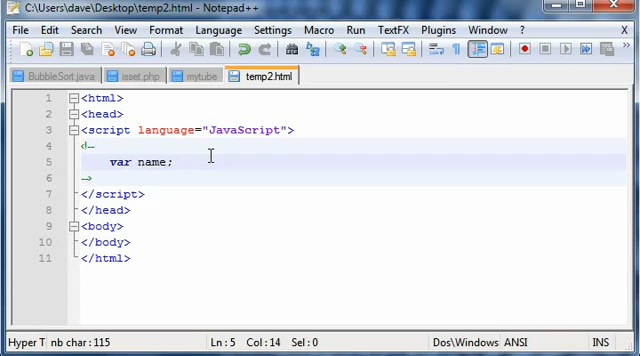 C:\Users\dave\Desktop\temp2.html - Notepad++
File Edit Search View Format Language Settings Macro Run TextFX Plugins Window ? X
BubbleSort.java isset.php mytube temp2.html
1 <html>
2 <head>
3 <script language="JavaScript">
4 <!--
5 var name;
6 -->
7 </script>
8 </head>
9 <body>
10 </body>
11 </html>
Hyper T nb char : 115 Ln : 5 Col : 14 Sel : 0 Dos\Windows ANSI INS